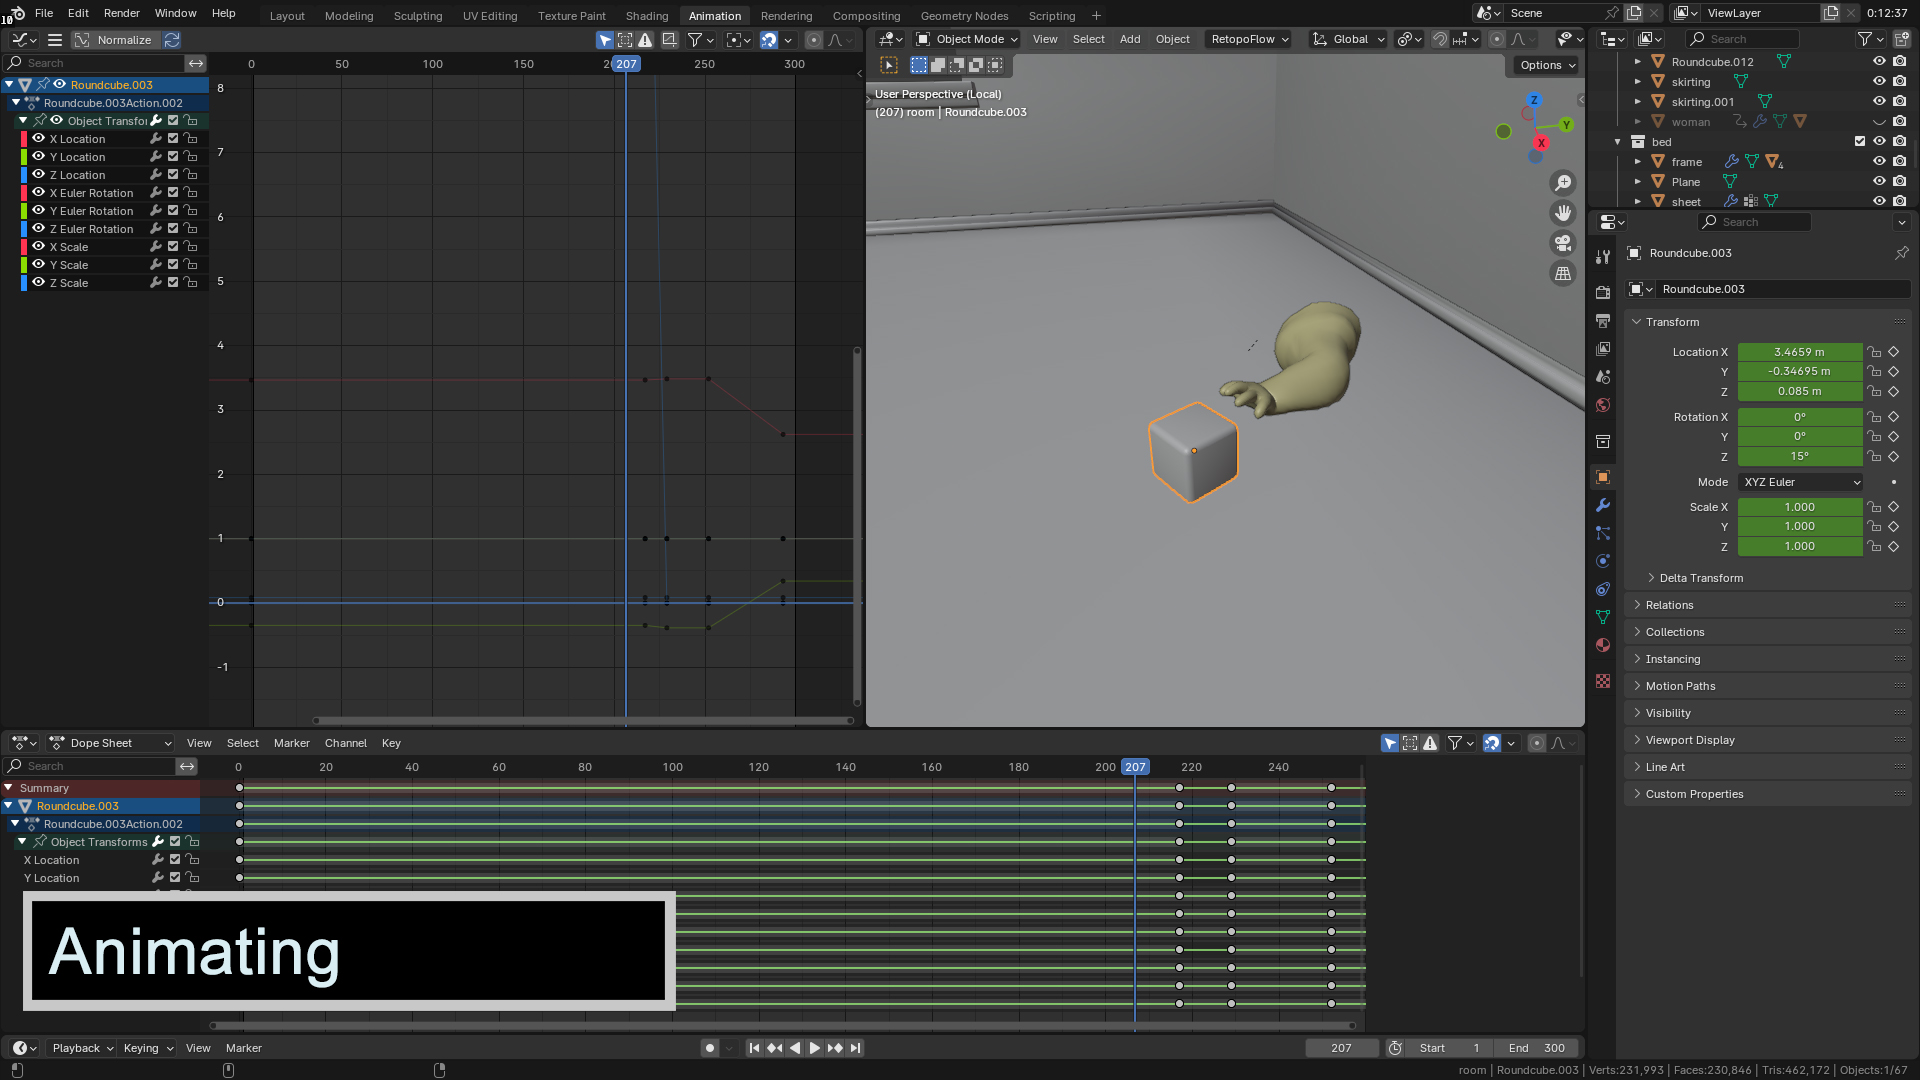 File Edit Render Window Help Layout Modeling Sculpting UV Editing Texture Paint Shading Animation Rendering Compositing Geometry Nodes Scripting + Scene ViewLayer 0:12:37
Normalize Object Mode View Select Add Object RetopoFlow Global Search
Search 0 50 100 150 207 250 300 Options
Roundcube.003
Roundcube.003Action.002
Object Transfor
X Location
Y Location
Z Location
X Euler Rotation
Y Euler Rotation
Z Euler Rotation
X Scale
Y Scale
Z Scale
8
7
6
5
4
3
2
1
0
-1
User Perspective (Local)
(207) room | Roundcube.003
Z
Y
X
Roundcube.012
skirting
skirting.001
woman
bed
frame 4
Plane
sheet
Search
Roundcube.003
Roundcube.003
Transform
Location X 3.4659 m
Y -0.34695 m
Z 0.085 m
Rotation X 0°
Y 0°
Z 15°
Mode XYZ Euler
Scale X 1.000
Y 1.000
Z 1.000
Delta Transform
Relations
Collections
Instancing
Motion Paths
Visibility
Viewport Display
Line Art
Custom Properties
Dope Sheet View Select Marker Channel Key
Search 0 20 40 60 80 100 120 140 160 180 200 207 220 240
Summary
Roundcube.003
Roundcube.003Action.002
Object Transforms
X Location
Y Location
Animating
Playback Keying View Marker 207 Start 1 End 300
room | Roundcube.003 | Verts:231,993 | Faces:230,846 | Tris:462,172 | Objects:1/67